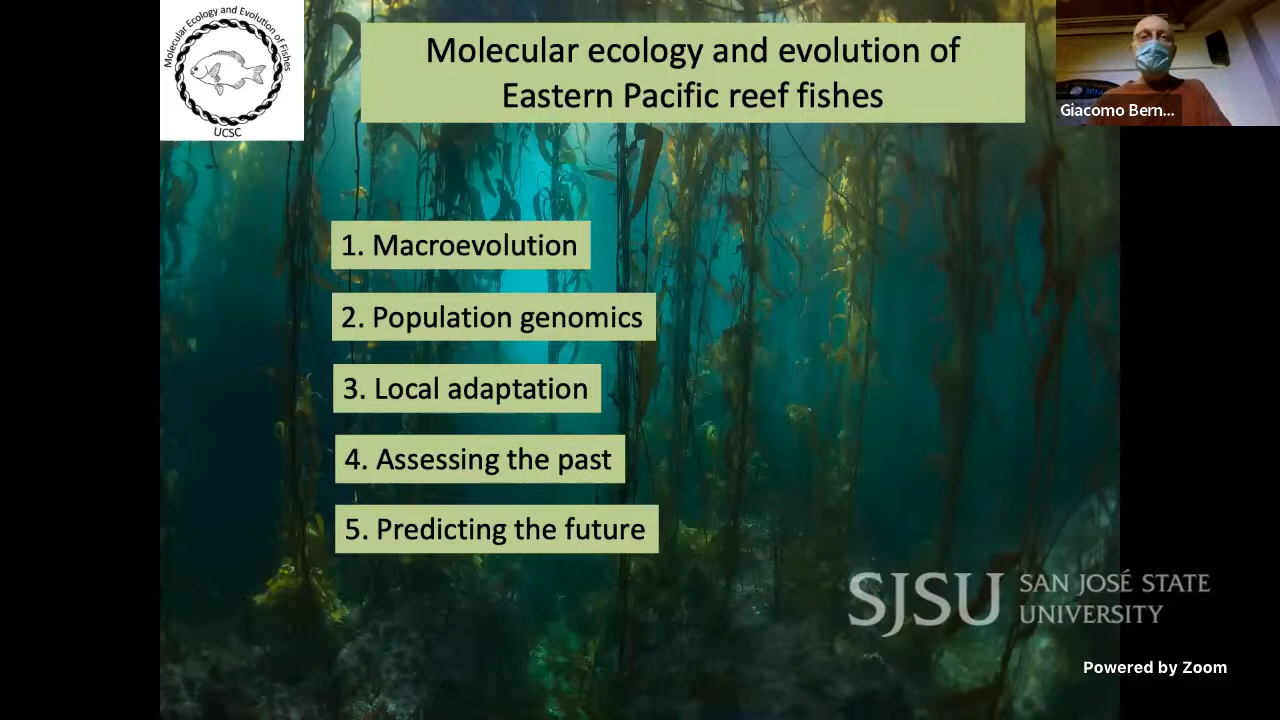 Molecular Ecology and Evolution of Fishes
UCSC
Molecular ecology and evolution of
Eastern Pacific reef fishes
Giacomo Bern...
1. Macroevolution
2. Population genomics
3. Local adaptation
4. Assessing the past
5. Predicting the future
SJSU SAN JOSÉ STATE
UNIVERSITY
Powered by Zoom